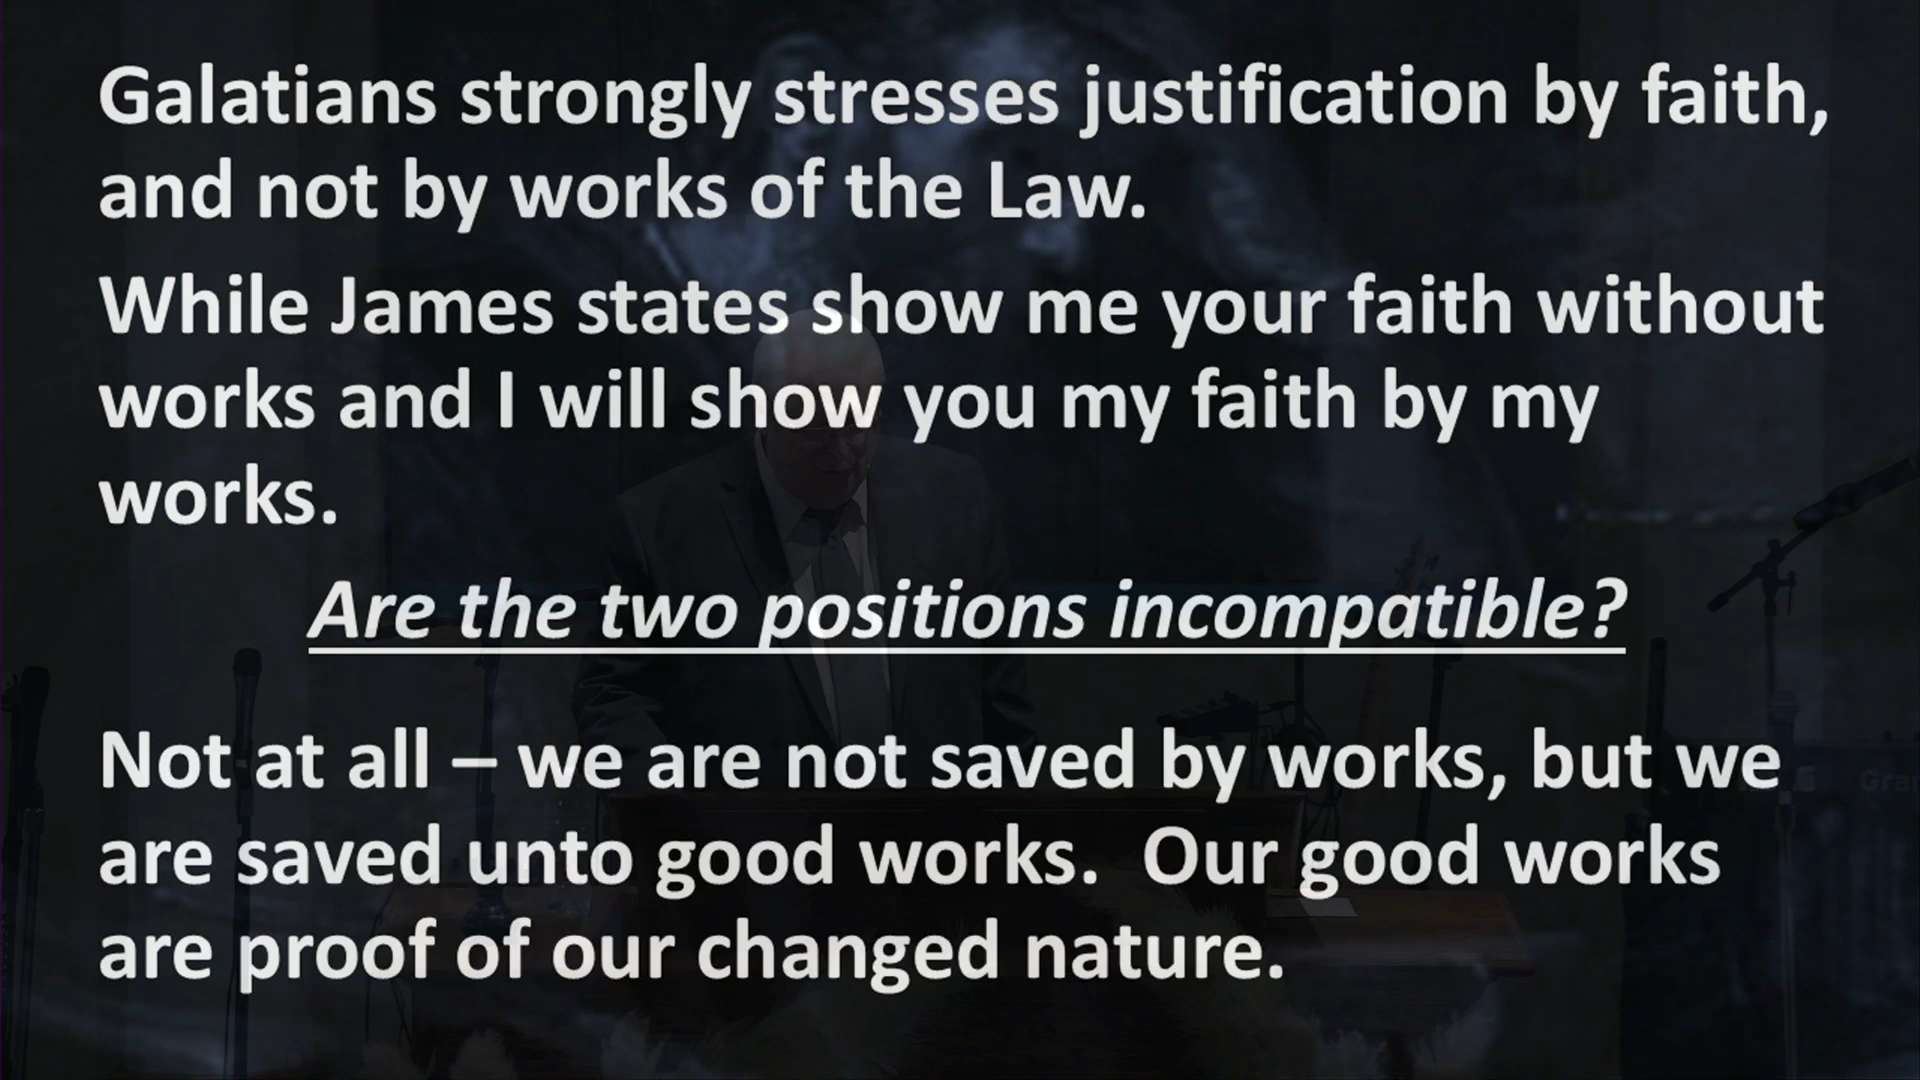 Galatians strongly stresses justification by faith,
and not by works of the Law.
While James states show me your faith without
works and I will show you my faith by my
works.
Are the two positions incompatible?
Not at all – we are not saved by works, but we
are saved unto good works.  Our good works
are proof of our changed nature.